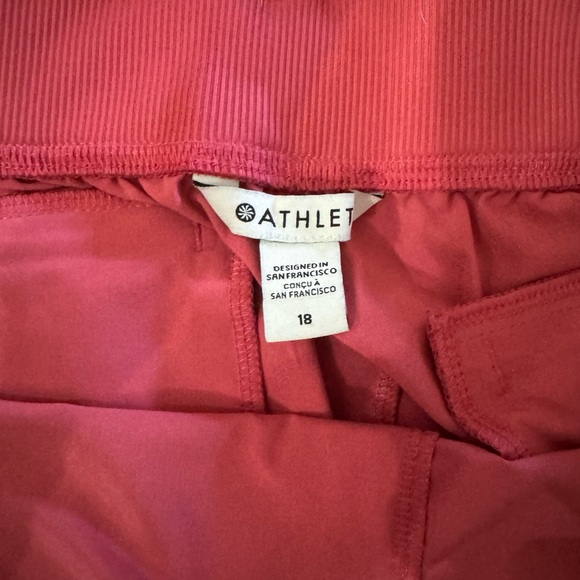 ATHLET
DESIGNED IN
SAN FRANCISCO
CONÇU À
SAN FRANCISCO
18